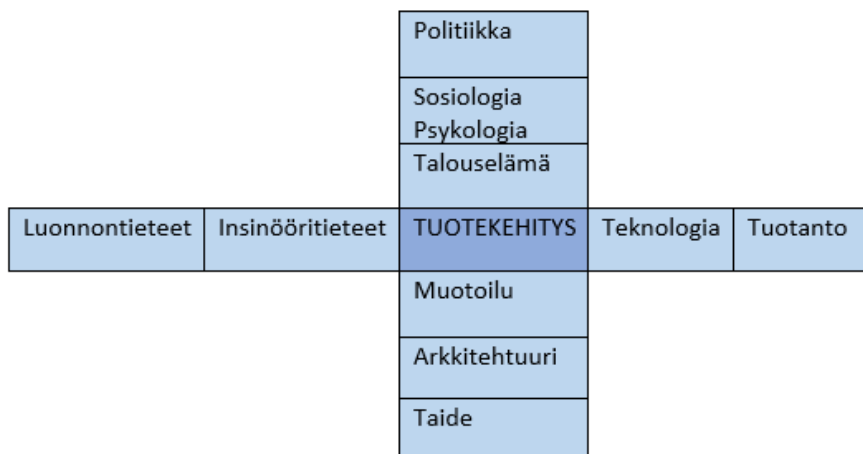 Politiikka
Sosiologia
Psykologia
Talouselämä
Luonnontieteet Insinööritieteet TUOTEKEHITYS Teknologia Tuotanto
Muotoilu
Arkkitehtuuri
Taide